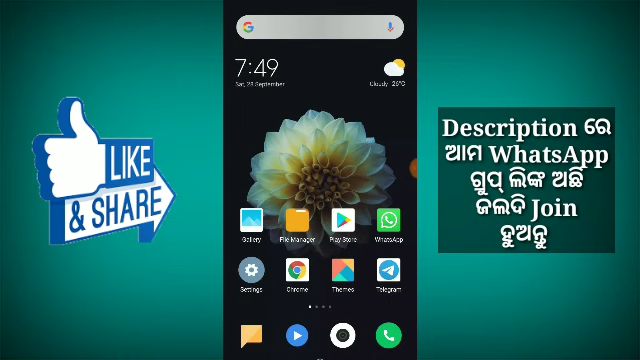 LIKE
& SHARE
7:49
Sat, 28 September
Cloudy 26°C
Gallery
File Manager
Play Store
WhatsApp
Settings
Chrome
Themes
Telegram
Description ରେ
ଆମ WhatsApp
ଗୁପ୍ ଲିଙ୍କ ଅଛି
ଜଲଦି Join
ହୁଅନ୍ତୁ